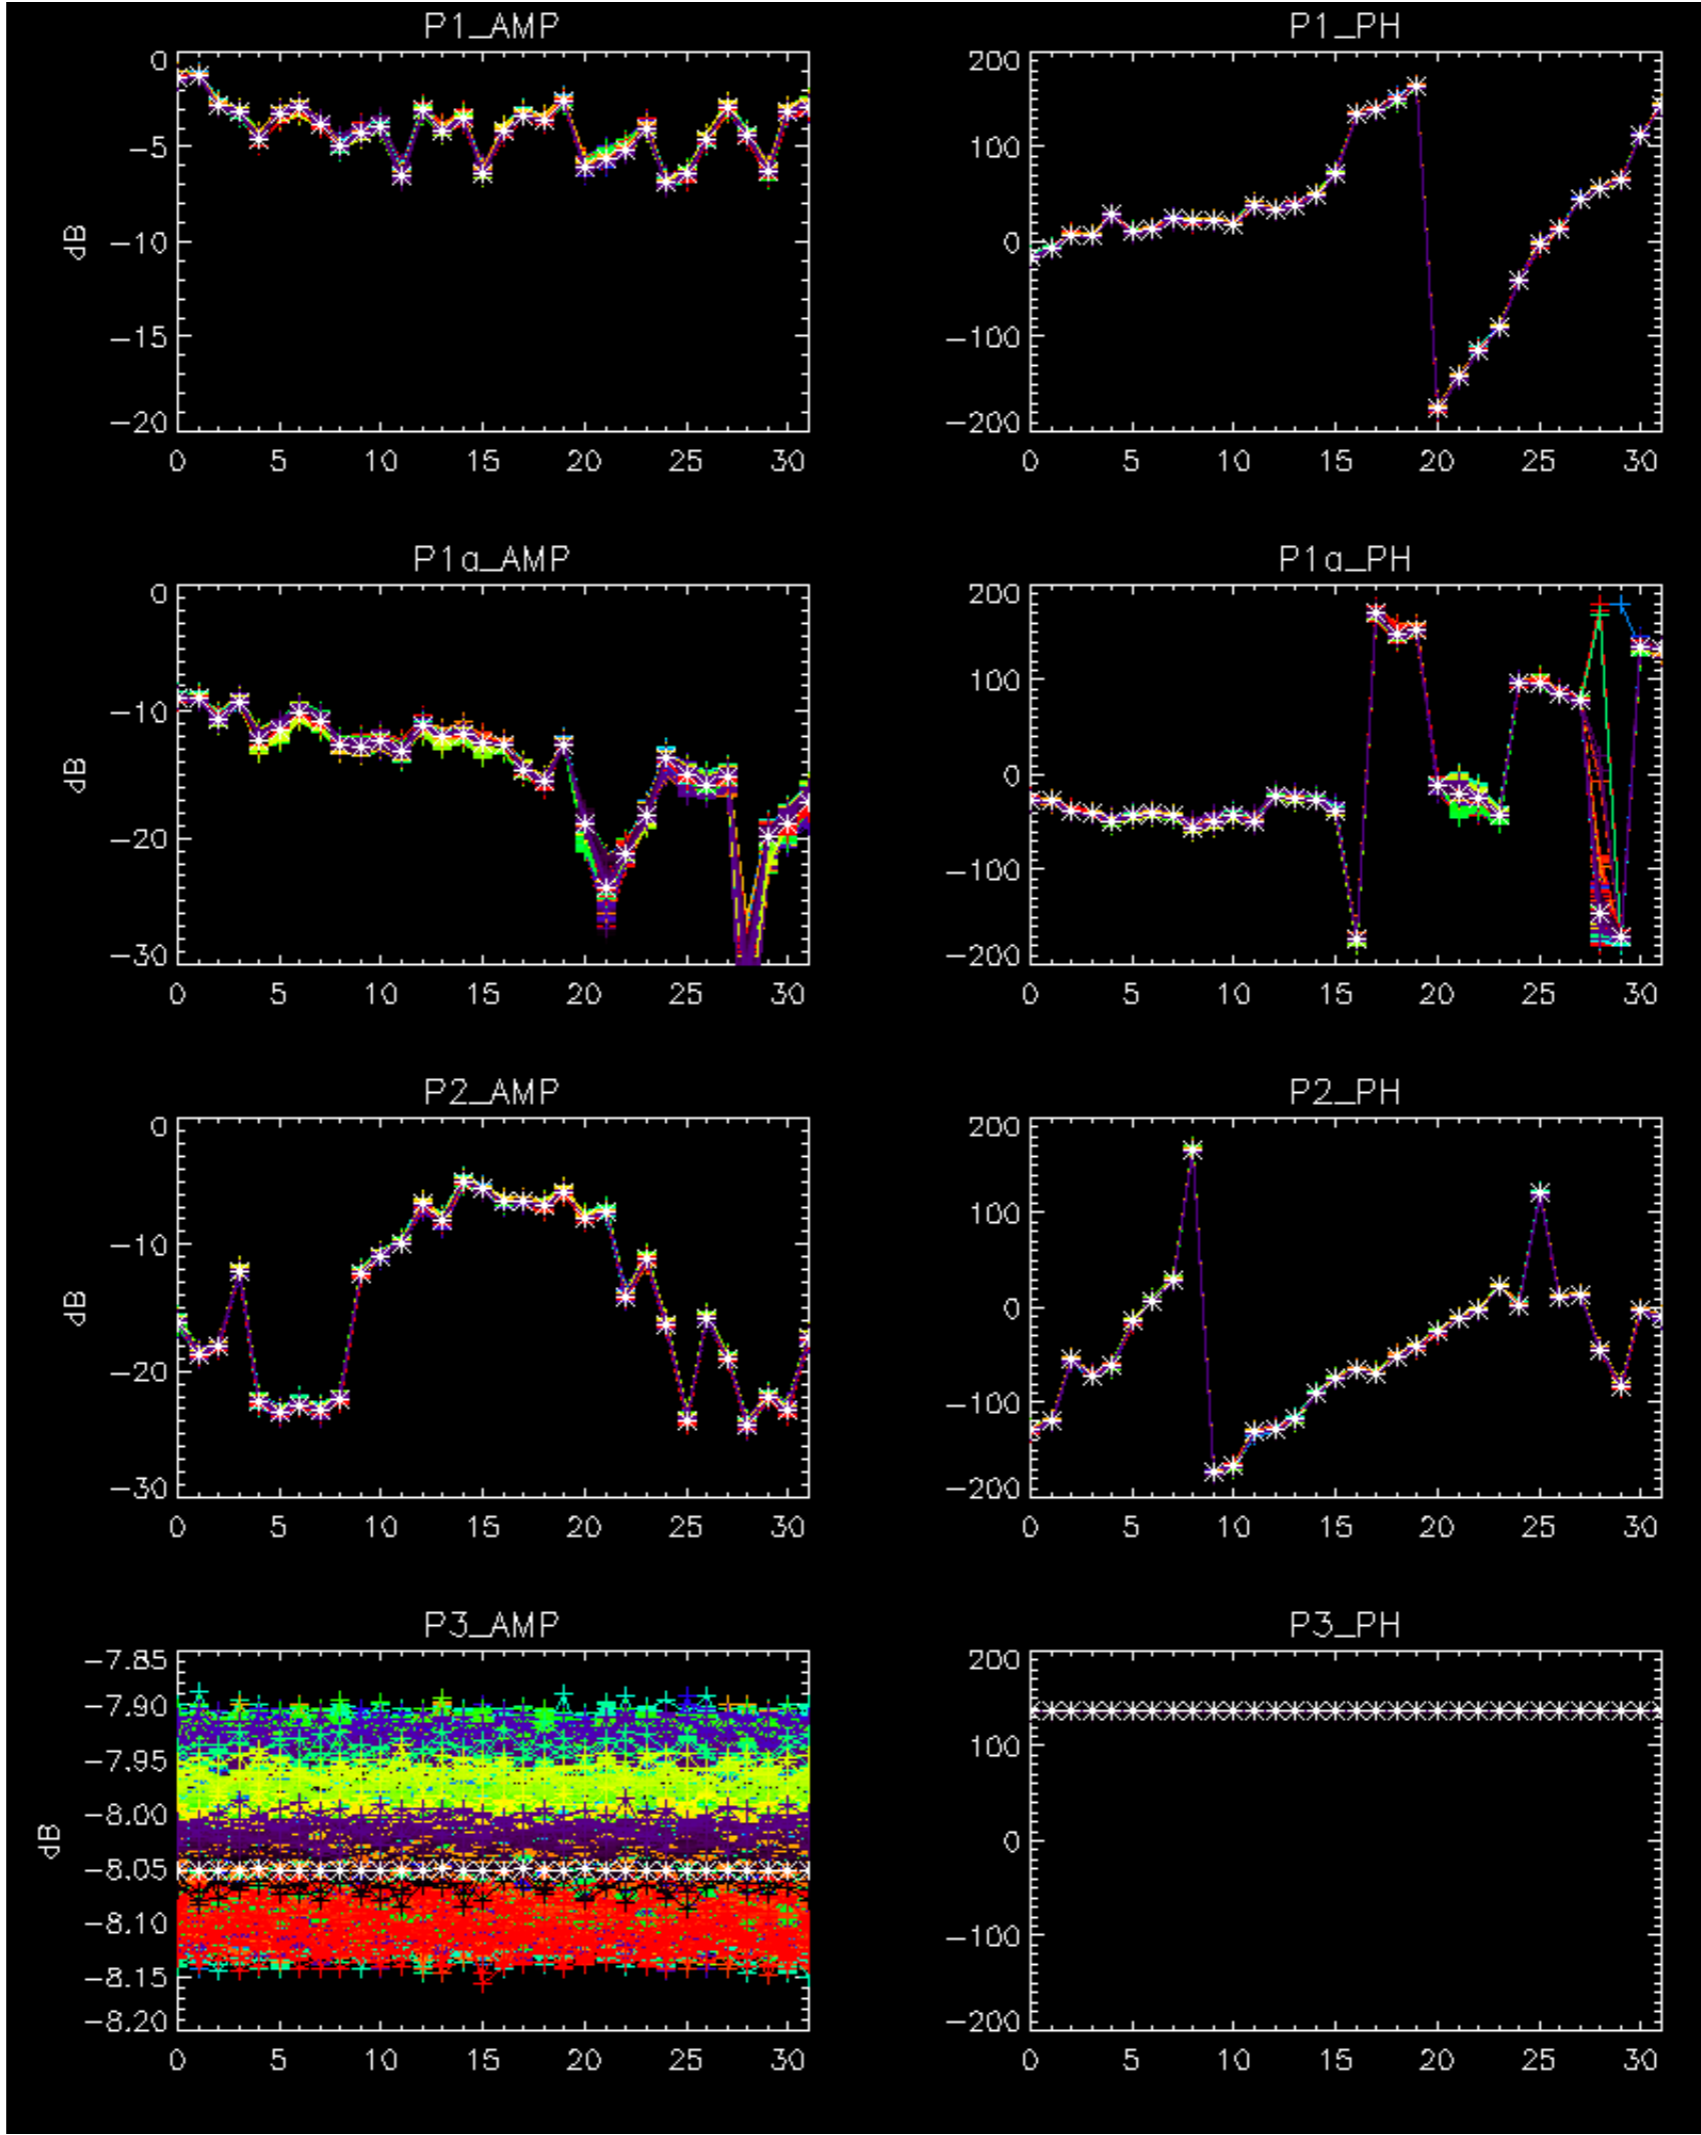 P1_AMP P1_PH
0 200
-5 100
dB -10 0
-15 -100
-20 -200
0 5 10 15 20 25 30 0 5 10 15 20 25 30
P1a_AMP P1a_PH
0 200
-10 100
dB 0
-20 -100
-30 -200
0 5 10 15 20 25 30 0 5 10 15 20 25 30
P2_AMP P2_PH
0 200
-10 100
dB 0
-20 -100
-30 -200
0 5 10 15 20 25 30 0 5 10 15 20 25 30
P3_AMP P3_PH
-7.85 200
-7.90
-7.95 100
-8.00
dB 0
-8.05
-8.10 -100
-8.15
-8.20 -200
0 5 10 15 20 25 30 0 5 10 15 20 25 30